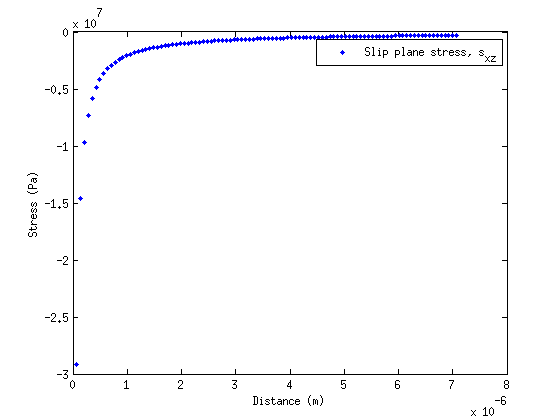 x 10^7
0
-0.5
-1
-1.5
-2
-2.5
-3
Stress (Pa)
Slip plane stress, s_xz
0 1 2 3 4 5 6 7 8
Distance (m)
x 10^-6